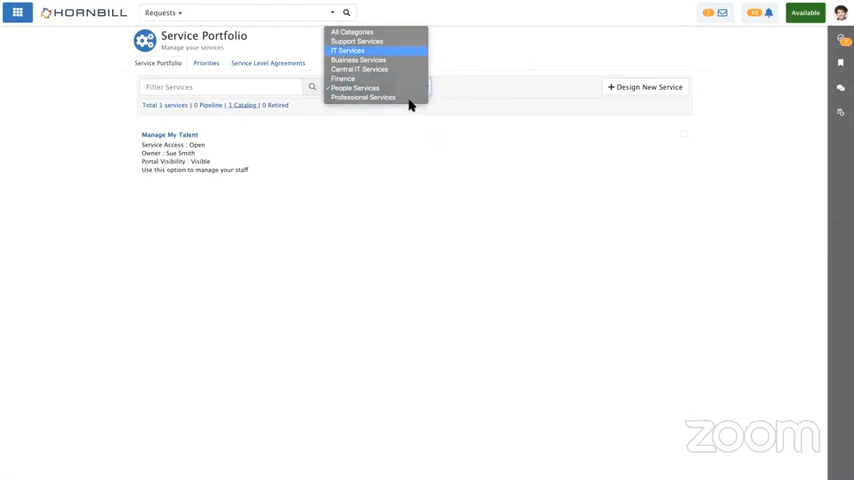 HORNBILL
Requests
Available
Service Portfolio
Manage your services
Service Portfolio Priorities Service Level Agreements
Filter Services
All Categories
Support Services
IT Services
Business Services
Central IT Services
Finance
✓ People Services
Professional Services
+ Design New Service
Total 1 services | 0 Pipeline | 1 Catalog | 0 Retired
Manage My Talent
Service Access : Open
Owner : Sue Smith
Portal Visibility : Visible
Use this option to manage your staff
zoom